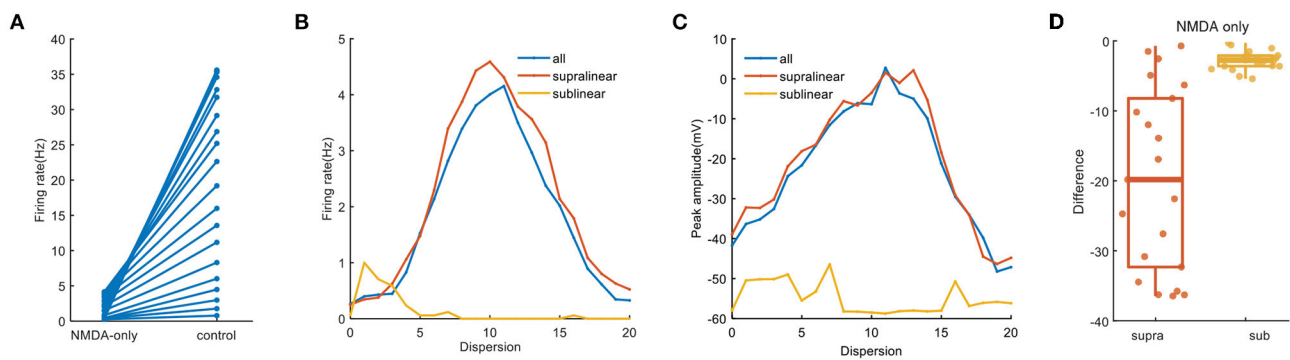 A
Firing rate(Hz)
40
35
30
25
20
15
10
5
0
NMDA-only control
B
Firing rate(Hz)
5
4
3
2
1
0
0 5 10 15 20
Dispersion
all
supralinear
sublinear
C
Peak amplitude(mV)
10
0
-10
-20
-30
-40
-50
-60
0 5 10 15 20
Dispersion
all
supralinear
sublinear
D
NMDA only
Difference
0
-10
-20
-30
-40
supra sub